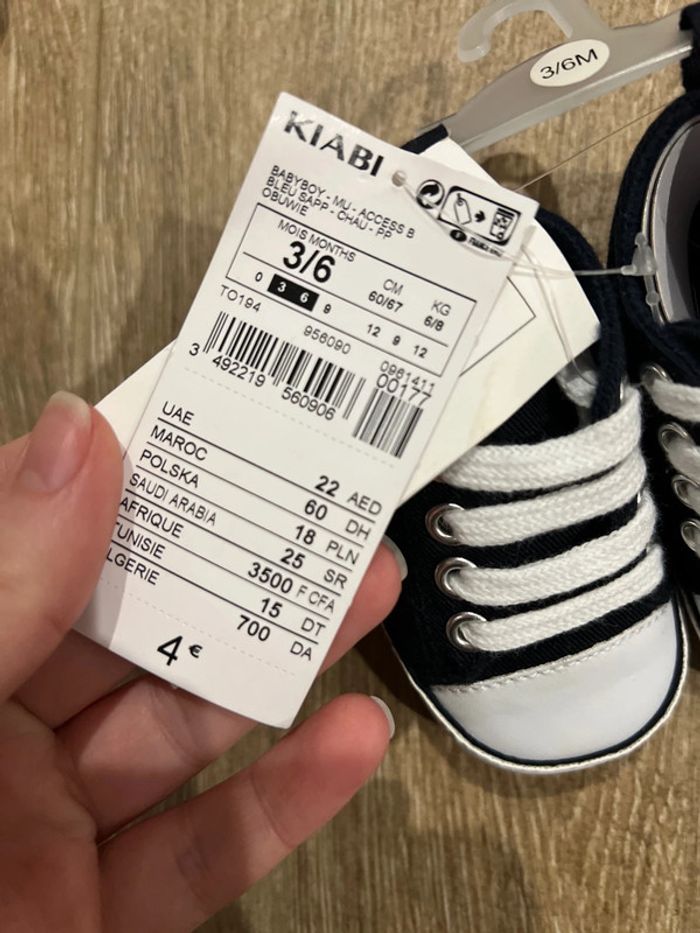 3/6M
KIABI
BABYBOY - MU - ACCESS B
BLEU SAPP - CHAU - PP
OBUWIE
MOIS MONTHS
3/6
CM
60/67
KG
6/8
0 3 6 9 12 9 12
TO194
956090
0961411
00177
3 492219 560906
UAE 22 AED
MAROC 60 DH
POLSKA 18 PLN
SAUDI ARABIA 25 SR
AFRIQUE 3500 F CFA
TUNISIE 15 DT
LGERIE 700 DA
4 €